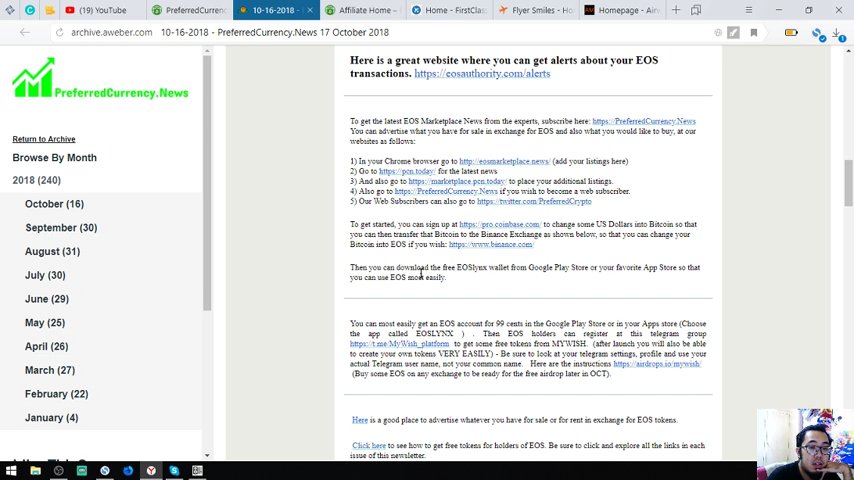 (19) YouTube
PreferredCurrenc
10-16-2018 - PreferredCu
Affiliate Home –
Home - FirstClass
Flyer Smiles - Ho
Homepage - Airc
archive.aweber.com
10-16-2018 - PreferredCurrency.News 17 October 2018
PreferredCurrency.News
Return to Archive
Browse By Month
2018 (240)
October (16)
September (30)
August (31)
July (30)
June (29)
May (25)
April (26)
March (27)
February (22)
January (4)
Here is a great website where you can get alerts about your EOS
transactions. https://eosauthority.com/alerts
To get the latest EOS Marketplace News from the experts, subscribe here: https://PreferredCurrency.News
You can advertise what you have for sale in exchange for EOS and also what you would like to buy, at our
websites as follows:
1) In your Chrome browser go to http://eosmarketplace.news/ (add your listings here)
2) Go to https://pcn.today/ for the latest news
3) And also go to https://marketplace.pcn.today/ to place your additional listings.
4) Also go to https://PreferredCurrency.News if you wish to become a web subscriber.
5) Our Web Subscribers can also go to https://twitter.com/PreferredCrypto
To get started, you can sign up at https://pro.coinbase.com/ to change some US Dollars into Bitcoin so that
you can then transfer that Bitcoin to the Binance Exchange as shown below, so that you can change your
Bitcoin into EOS if you wish: https://www.binance.com/
Then you can download the free EOSlynx wallet from Google Play Store or your favorite App Store so that
you can use EOS most easily.
You can most easily get an EOS account for 99 cents in the Google Play Store or in your Apps store (Choose
the app called EOSLYNX ) . Then EOS holders can register at this telegram group
https://t.me/MyWish_platform to get some free tokens from MYWISH. (after launch you will also be able
to create your own tokens VERY EASILY) - Be sure to look at your telegram settings, profile and use your
actual Telegram user name, not your common name. Here are the instructions https://airdrops.io/mywish/
(Buy some EOS on any exchange to be ready for the free airdrop later in OCT).
Here is a good place to advertise whatever you have for sale or for rent in exchange for EOS tokens.
Click here to see how to get free tokens for holders of EOS. Be sure to click and explore all the links in each
issue of this newsletter.